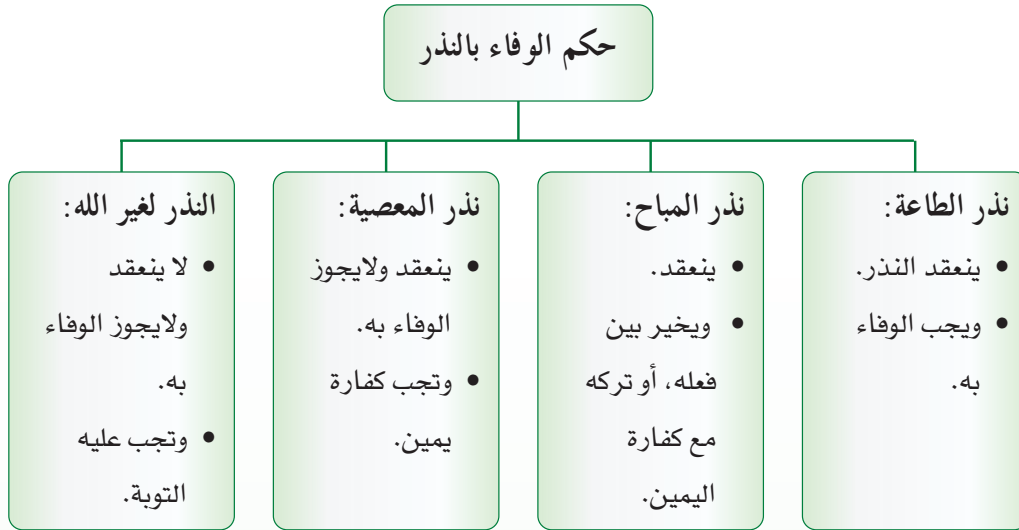 حكم الوفاء بالنذر
نذر الطاعة:
• ينعقد النذر.
• ويجب الوفاء
به.
نذر المباح:
• ينعقد.
• ويخير بين
فعله، أو تركه
مع كفارة
اليمين.
نذر المعصية:
• ينعقد ولايجوز
الوفاء به.
• وتجب كفارة
يمين.
النذر لغير الله:
• لا ينعقد
ولايجوز الوفاء
به.
• وتجب عليه
التوبة.